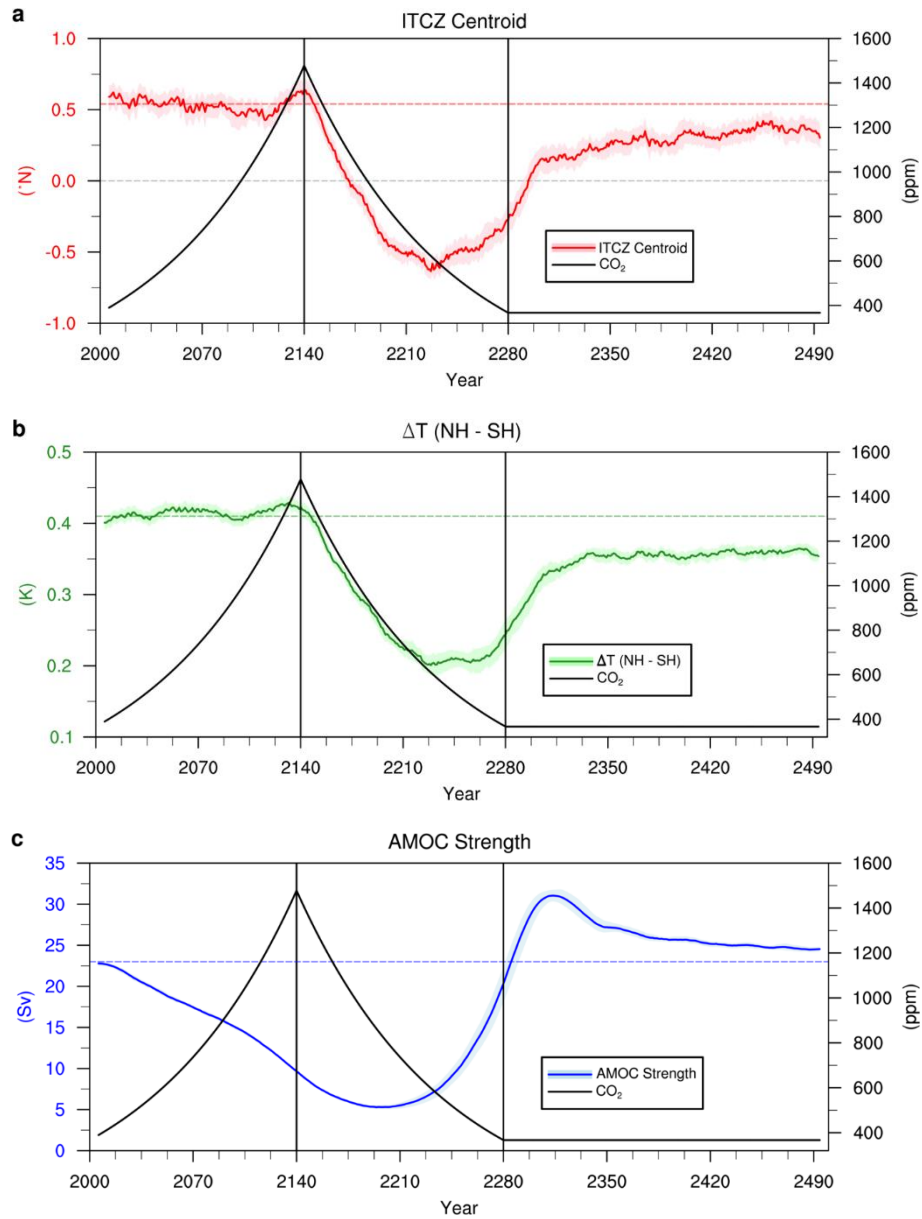 a
ITCZ Centroid
1.0
0.5
0.0
-0.5
-1.0
(°N)
1600
1400
1200
1000
800
600
400
(ppm)
ITCZ Centroid
CO₂
2000 2070 2140 2210 2280 2350 2420 2490
Year
b
ΔT (NH - SH)
0.5
0.4
0.3
0.2
0.1
(K)
1600
1400
1200
1000
800
600
400
(ppm)
ΔT (NH - SH)
CO₂
2000 2070 2140 2210 2280 2350 2420 2490
Year
c
AMOC Strength
35
30
25
20
15
10
5
0
(Sv)
1600
1400
1200
1000
800
600
400
(ppm)
AMOC Strength
CO₂
2000 2070 2140 2210 2280 2350 2420 2490
Year